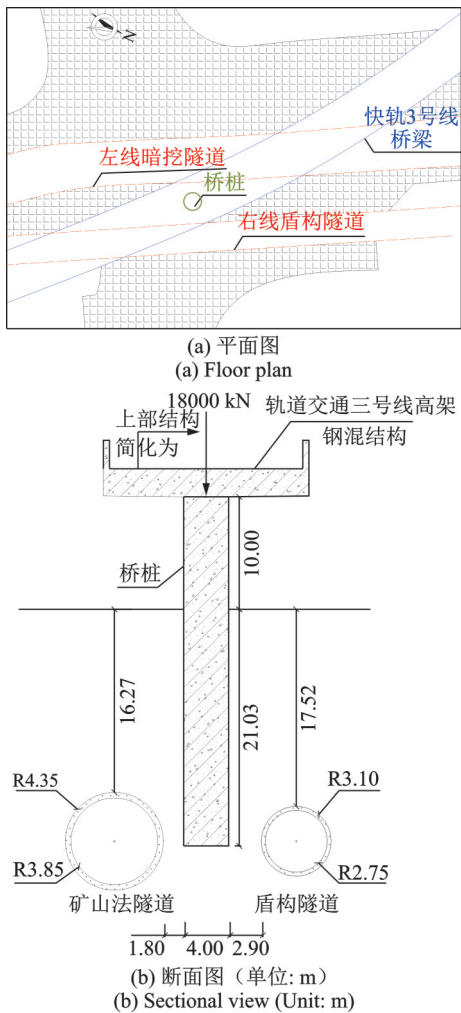 N
快轨3号线
桥梁
左线暗挖隧道
桥桩
右线盾构隧道
(a) 平面图
(a) Floor plan
18000 kN
上部结构
简化为
轨道交通三号线高架
钢混结构
10.00
桥桩
16.27
21.03
17.52
R4.35
R3.10
R3.85
R2.75
矿山法隧道
盾构隧道
1.80 4.00 2.90
(b) 断面图（单位: m）
(b) Sectional view (Unit: m)